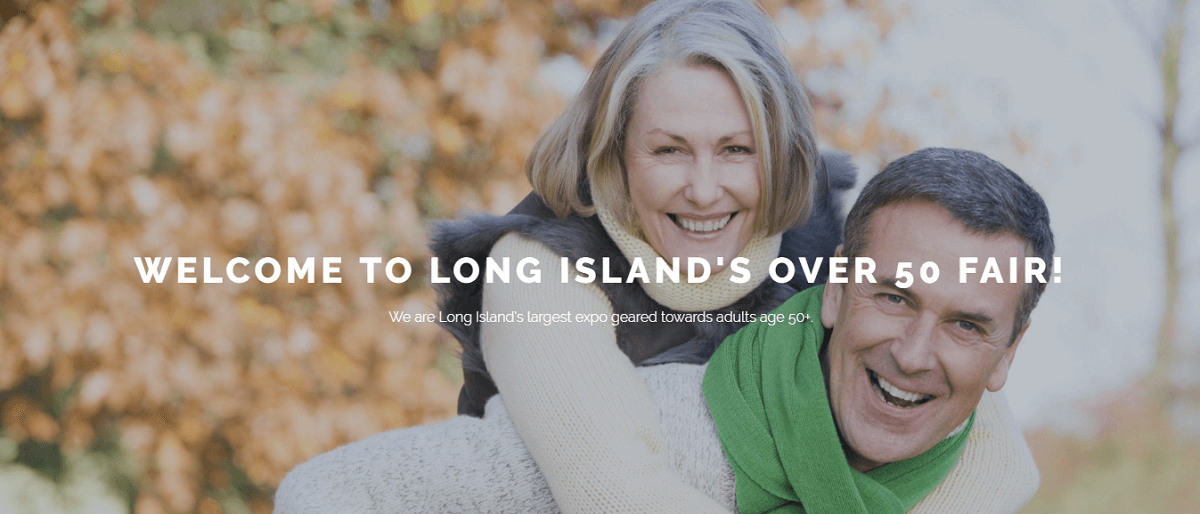 WELCOME TO LONG ISLAND'S OVER 50 FAIR!
We are Long Island's largest expo geared towards adults age 50+.